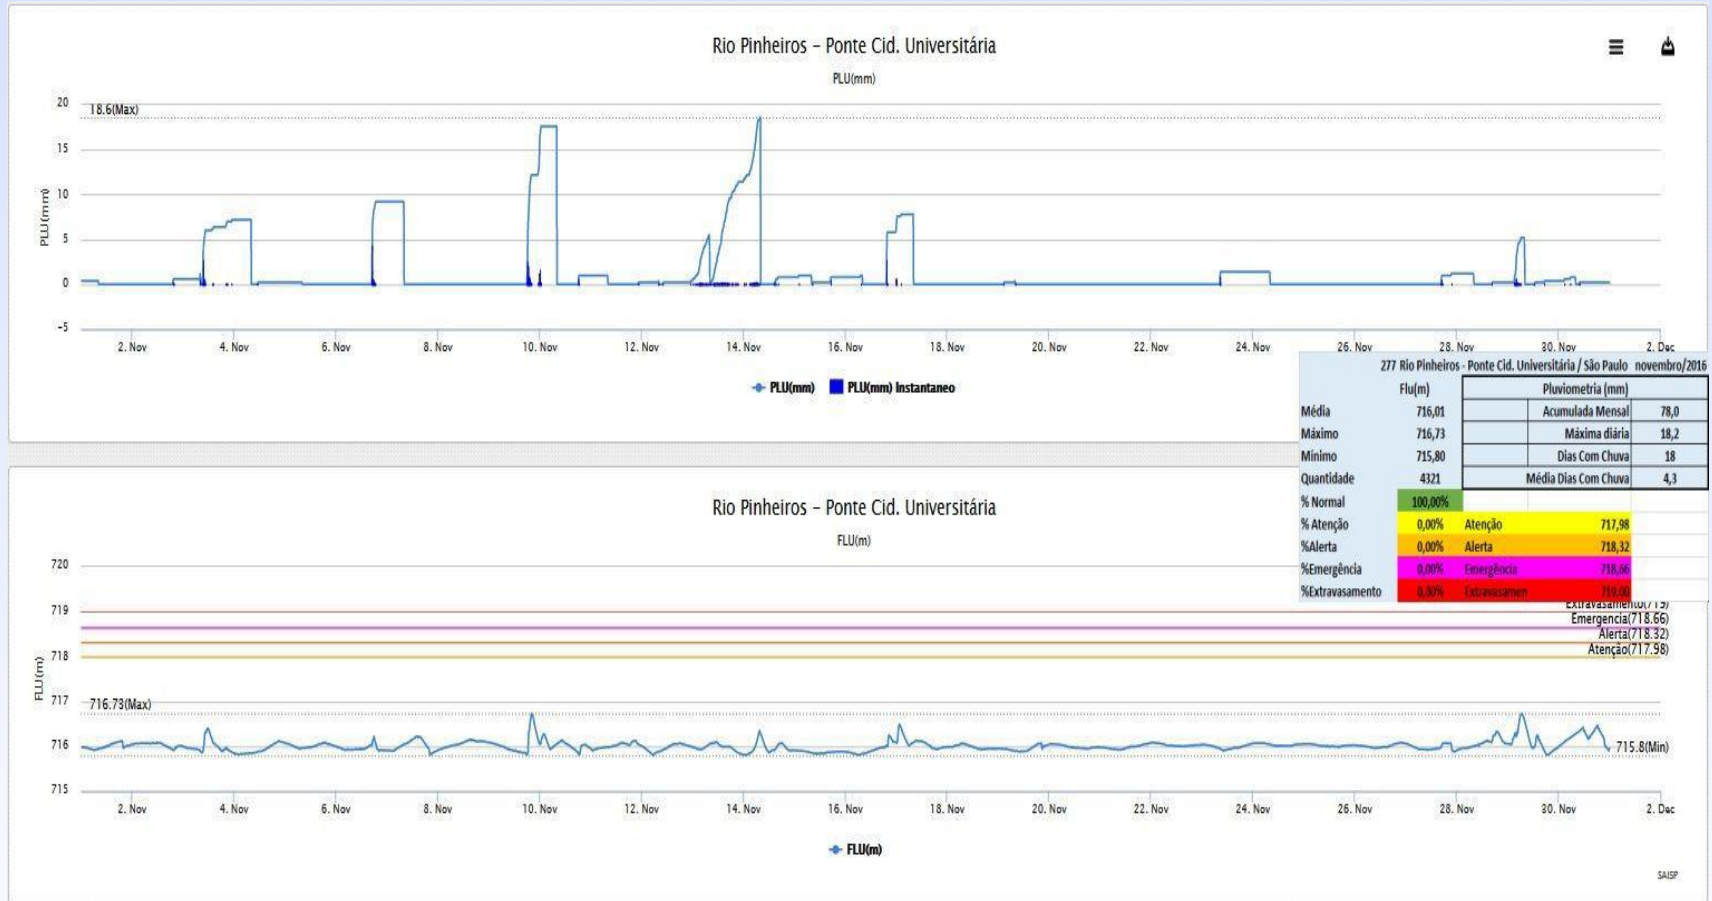 Rio Pinheiros - Ponte Cid. Universitária
PLU(mm)
20
18.6(Max)
15
10
5
0
-5
PLU(mm)
2. Nov 4. Nov 6. Nov 8. Nov 10. Nov 12. Nov 14. Nov 16. Nov 18. Nov 20. Nov 22. Nov 24. Nov 26. Nov 28. Nov 30. Nov 2. Dec
PLU(mm) PLU(mm) Instantaneo
277 Rio Pinheiros - Ponte Cid. Universitária / São Paulo novembro/2016
Flu(m) Pluviometria (mm)
Média 716,01 Acumulada Mensal 78,0
Máximo 716,73 Máxima diária 18,2
Mínimo 715,80 Dias Com Chuva 18
Quantidade 4321 Média Dias Com Chuva 4,3
% Normal 100,00%
% Atenção 0,00% Atenção 717,98
%Alerta 0,00% Alerta 718,32
%Emergência 0,00% Emergência 718,66
%Extravasamento 0,00% Extravasamen 719,00
Rio Pinheiros - Ponte Cid. Universitária
FLU(m)
720
719
Extravasamento(719)
Emergencia(718.66)
Alerta(718.32)
Atenção(717.98)
718
717
716.73(Max)
716
715.8(Min)
715
FLU(m)
2. Nov 4. Nov 6. Nov 8. Nov 10. Nov 12. Nov 14. Nov 16. Nov 18. Nov 20. Nov 22. Nov 24. Nov 26. Nov 28. Nov 30. Nov 2. Dec
FLU(m)
SAISP